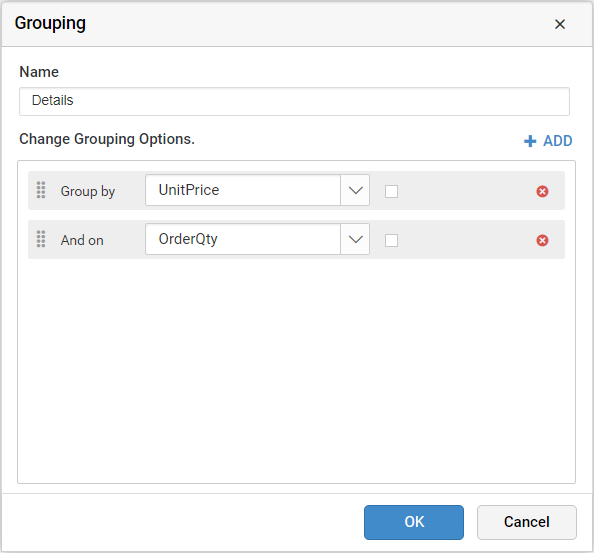 Grouping
Name
Details
Change Grouping Options.
ADD
Group by UnitPrice
And on OrderQty
OK Cancel